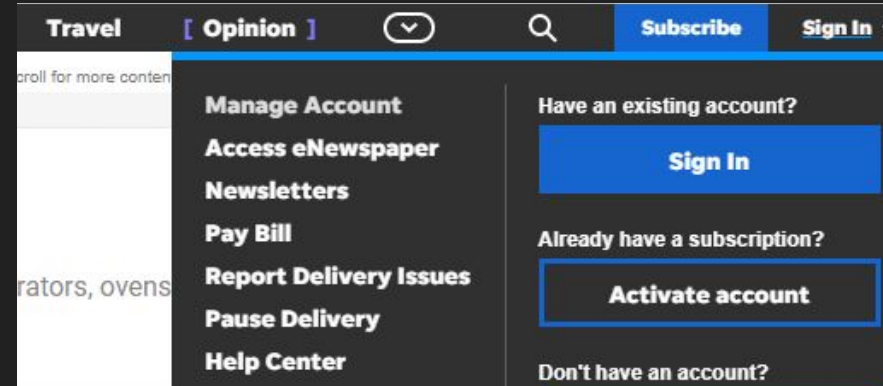 Travel [ Opinion ] Subscribe Sign In
croll for more conten
rators, ovens
Manage Account
Access eNewspaper
Newsletters
Pay Bill
Report Delivery Issues
Pause Delivery
Help Center
Have an existing account?
Sign In
Already have a subscription?
Activate account
Don't have an account?